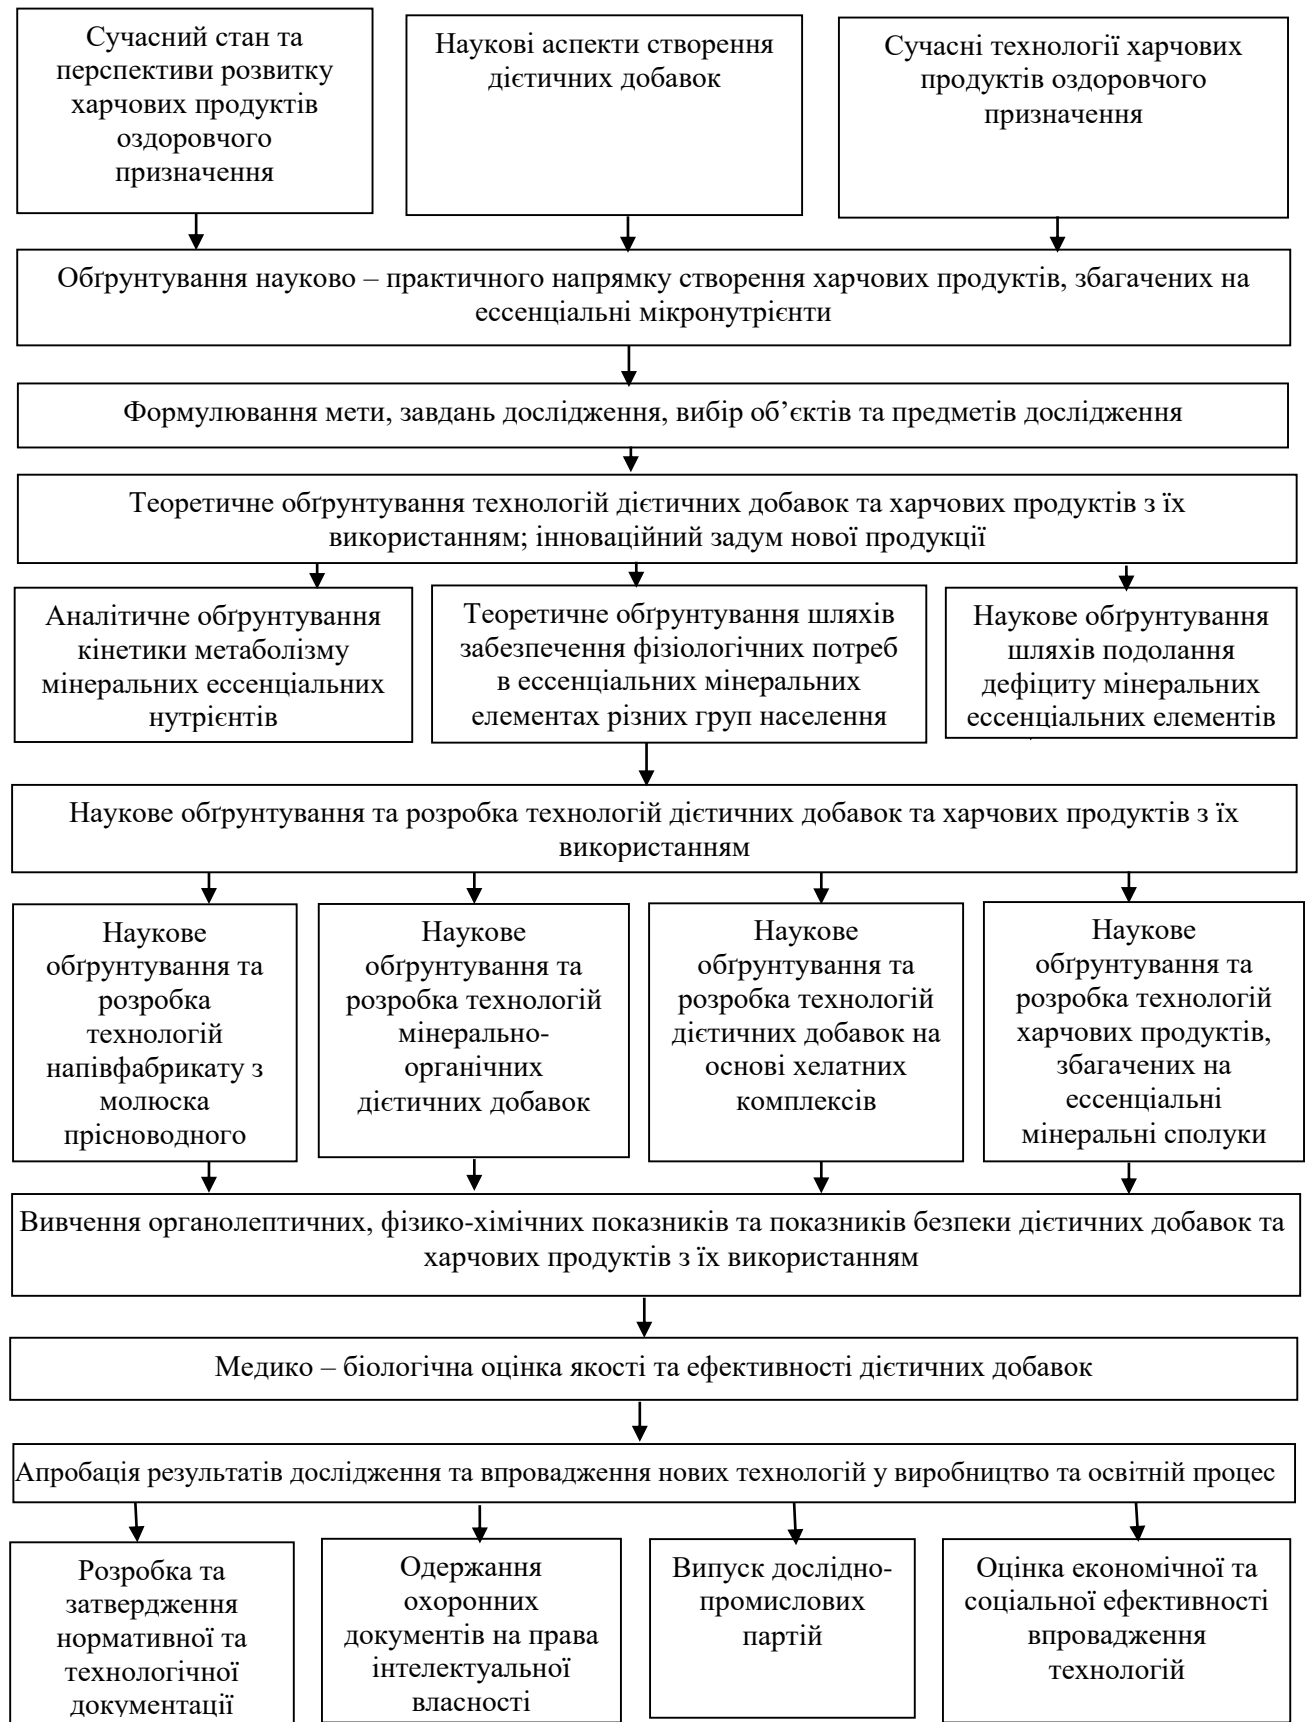 Сучасний стан та
перспективи розвитку
харчових продуктів
оздоровчого
призначення
Наукові аспекти створення
дієтичних добавок
Сучасні технології харчових
продуктів оздоровчого
призначення
Обґрунтування науково – практичного напрямку створення харчових продуктів, збагачених на
ессенціальні мікронутрієнти
Формулювання мети, завдань дослідження, вибір об’єктів та предметів дослідження
Теоретичне обґрунтування технологій дієтичних добавок та харчових продуктів з їх
використанням; інноваційний задум нової продукції
Аналітичне обґрунтування
кінетики метаболізму
мінеральних ессенціальних
нутрієнтів
Теоретичне обґрунтування шляхів
забезпечення фізіологічних потреб
в ессенціальних мінеральних
елементах різних груп населення
Наукове обґрунтування
шляхів подолання
дефіциту мінеральних
ессенціальних елементів
Наукове обґрунтування та розробка технологій дієтичних добавок та харчових продуктів з їх
використанням
Наукове
обґрунтування та
розробка
технологій
напівфабрикату з
молюска
прісноводного
Наукове
обґрунтування та
розробка технологій
мінерально-
органічних
дієтичних добавок
Наукове
обґрунтування та
розробка технологій
дієтичних добавок на
основі хелатних
комплексів
Наукове
обґрунтування та
розробка технологій
харчових продуктів,
збагачених на
ессенціальні
мінеральні сполуки
Вивчення органолептичних, фізико-хімічних показників та показників безпеки дієтичних добавок та
харчових продуктів з їх використанням
Медико – біологічна оцінка якості та ефективності дієтичних добавок
Апробація результатів дослідження та впровадження нових технологій у виробництво та освітній процес
Розробка та
затвердження
нормативної та
технологічної
документації
Одержання
охоронних
документів на права
інтелектуальної
власності
Випуск дослідно-
промислових
партій
Оцінка економічної та
соціальної ефективності
впровадження
технологій